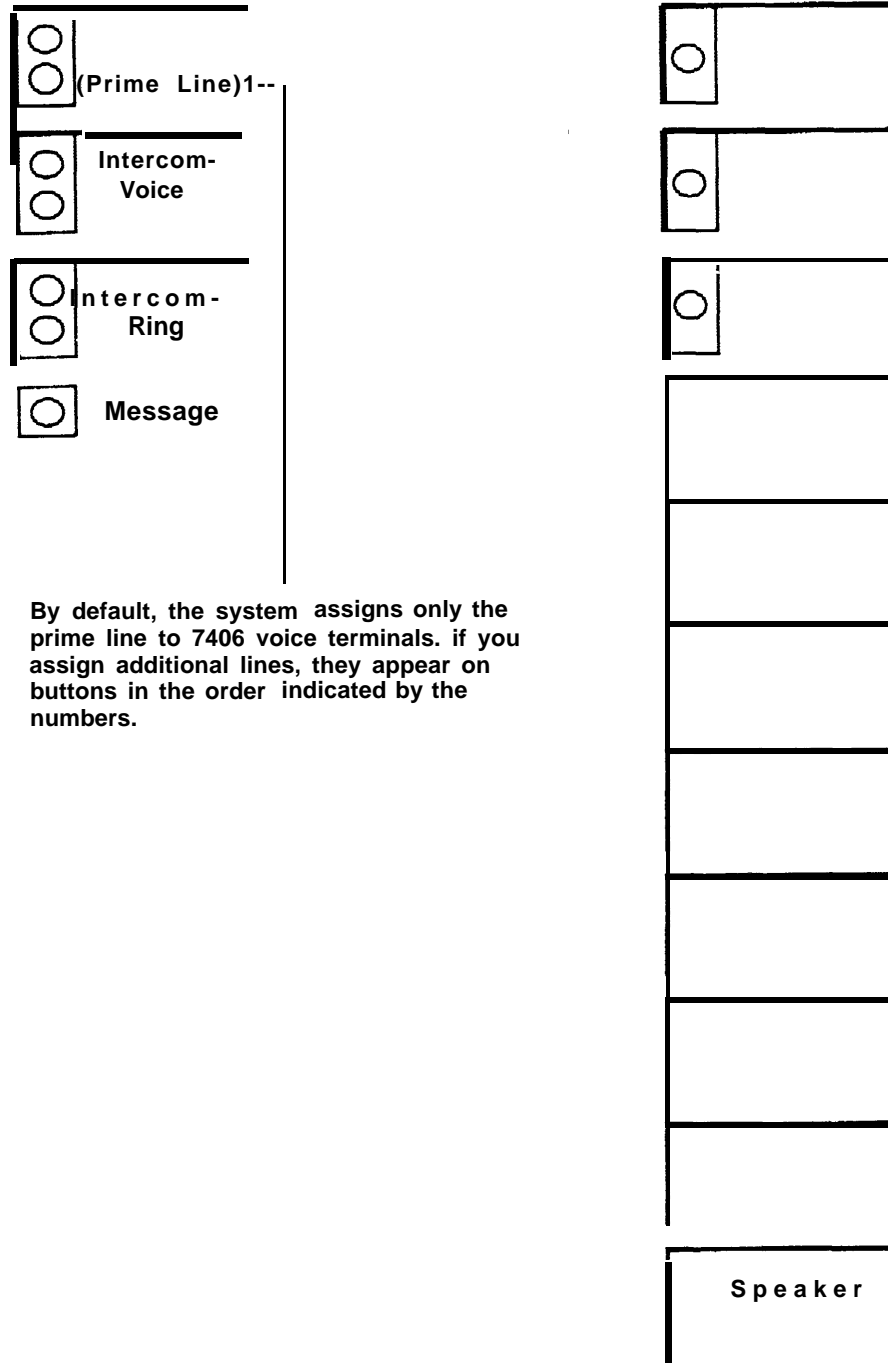 (Prime Line)1--
Intercom-
Voice
Intercom-
Ring
Message
By default, the system assigns only the
prime line to 7406 voice terminals. if you
assign additional lines, they appear on
buttons in the order indicated by the
numbers.
Speaker